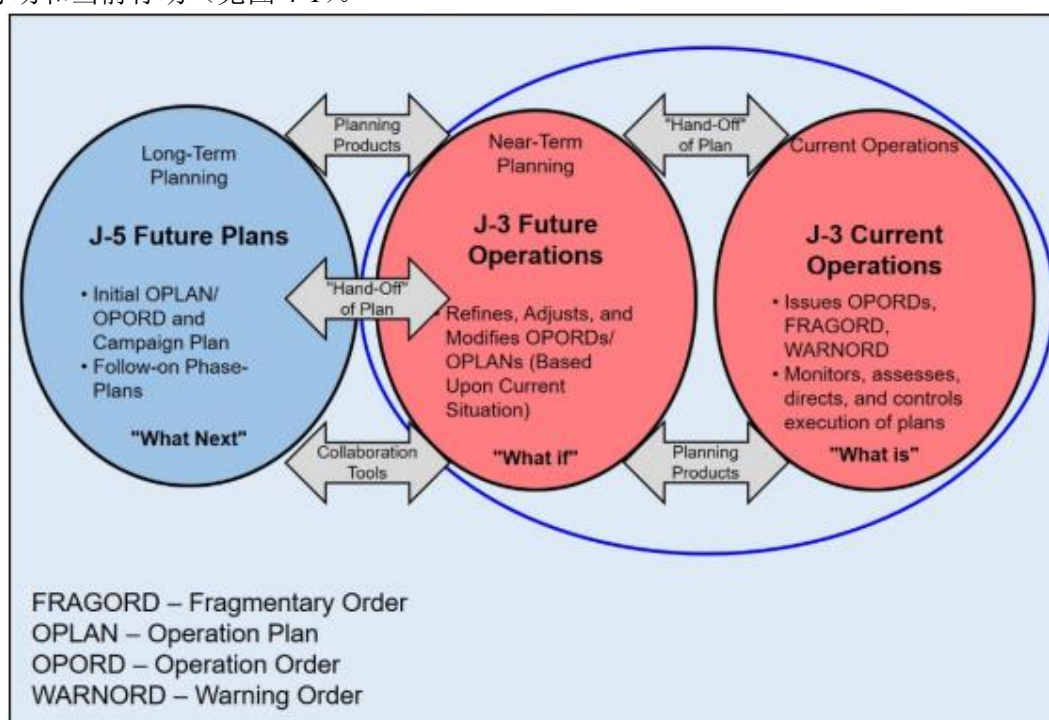 Planning
Products
"Hand-Off"
of Plan
Long-Term
Planning
Near-Term
Planning
Current Operations
J-5 Future Plans
J-3 Future
Operations
J-3 Current
Operations
• Initial OPLAN/
OPORD and
Campaign Plan
• Follow-on Phase-
Plans
"Hand-Off"
of Plan
• Refines, Adjusts, and
Modifies OPORDs/
OPLANs (Based
Upon Current
Situation)
• Issues OPORDs,
FRAGORD,
WARNORD
• Monitors, assesses,
directs, and controls
execution of plans
"What Next"
Collaboration
Tools
"What if"
Planning
Products
"What is"
FRAGORD – Fragmentary Order
OPLAN – Operation Plan
OPORD – Operation Order
WARNORD – Warning Order